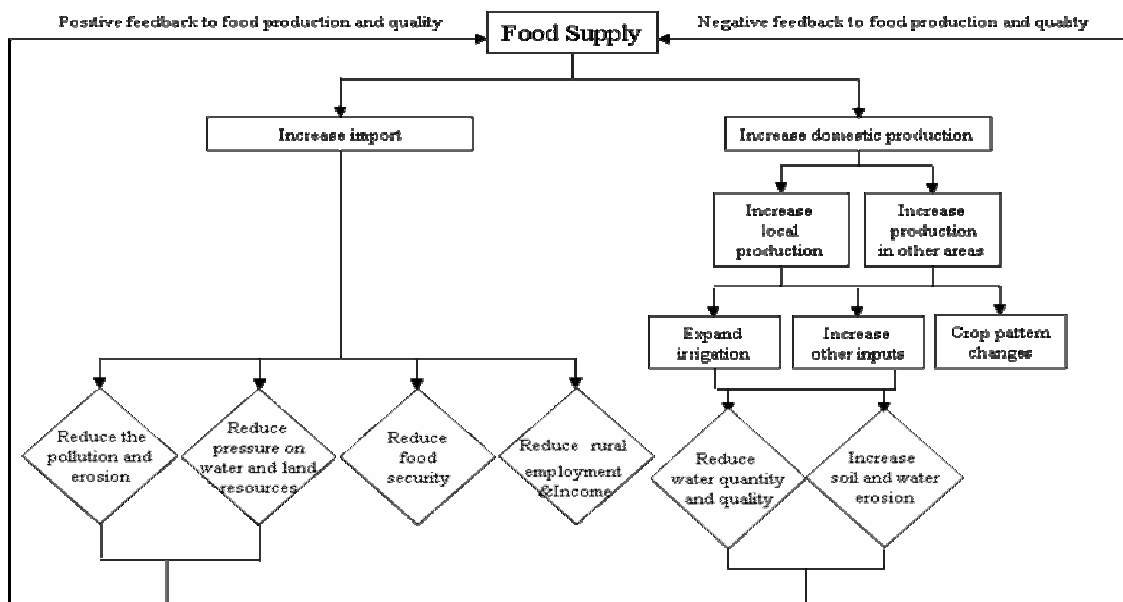 Positive feedback to food production and quality
Negative feedback to food production and quality
Food Supply
Increase import
Increase domestic production
Increase
local
production
Increase
production
in other areas
Expand
irrigation
Increase
other inputs
Crop pattern
changes
Reduce the
pollution and
erosion
Reduce
pressure on
water and land
resources
Reduce
food
security
Reduce rural
employment
&Income
Reduce
water quantity
and quality
Increase
soil and water
erosion